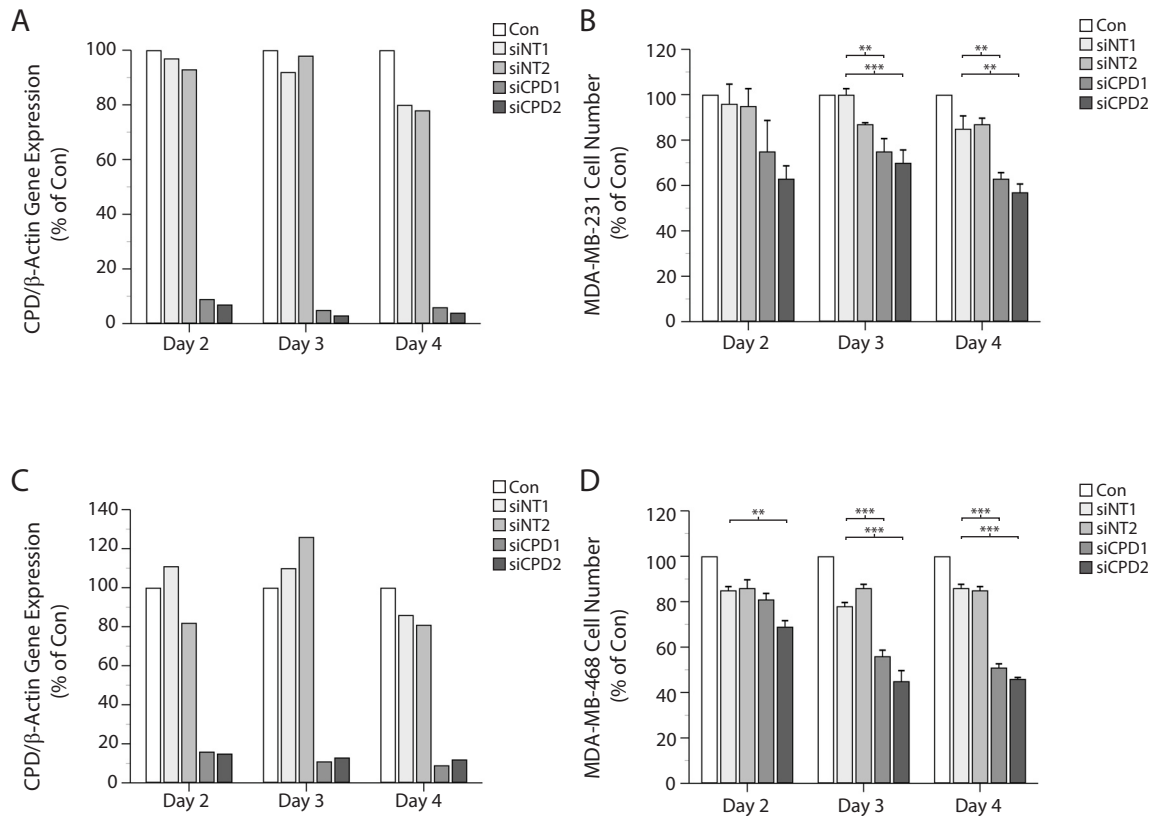 A
Con
siNT1
siNT2
siCPD1
siCPD2
CPD/β-Actin Gene Expression
(% of Con)
100
80
60
40
20
0
Day 2 Day 3 Day 4
B
Con
siNT1
siNT2
siCPD1
siCPD2
MDA-MB-231 Cell Number
(% of Con)
120
100
80
60
40
20
0
** **
*** **
Day 2 Day 3 Day 4
C
Con
siNT1
siNT2
siCPD1
siCPD2
CPD/β-Actin Gene Expression
(% of Con)
140
120
100
80
60
40
20
0
Day 2 Day 3 Day 4
D
Con
siNT1
siNT2
siCPD1
siCPD2
MDA-MB-468 Cell Number
(% of Con)
120
100
80
60
40
20
0
** *** ***
*** ***
Day 2 Day 3 Day 4